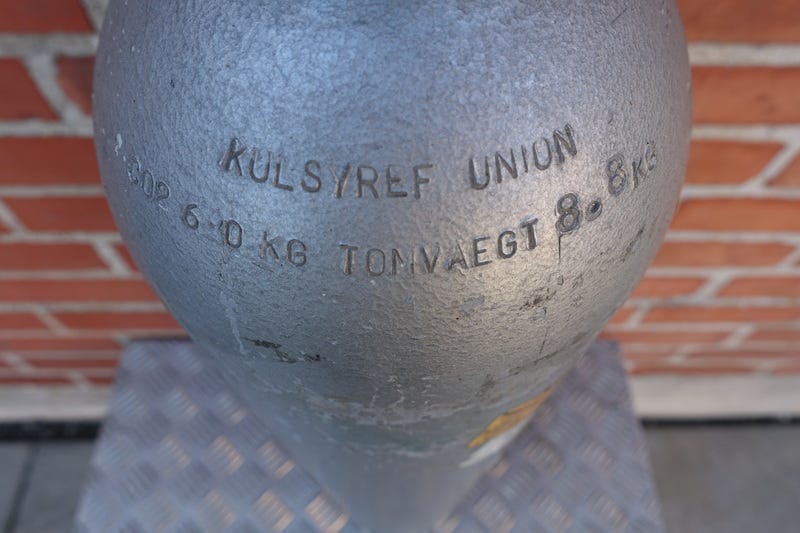 KULSYREF UNION
CO2 6.0 KG TOMVAEGT 8.8 KG